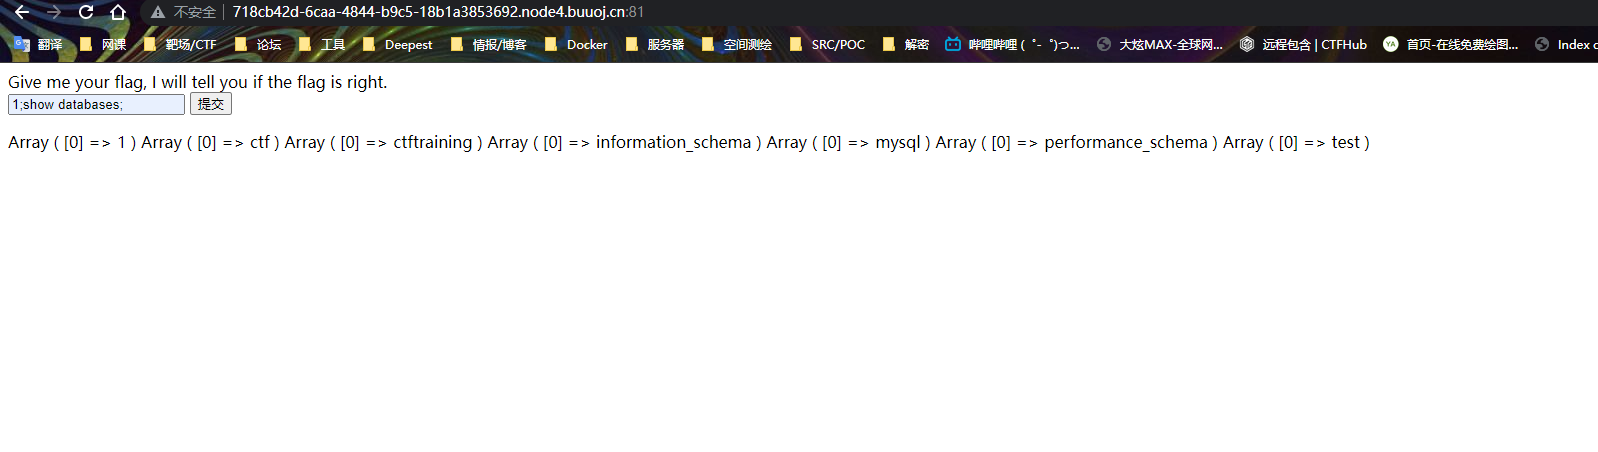 不安全 718cb42d-6caa-4844-b9c5-18b1a3853692.node4.buuoj.cn:81
翻译 网课 靶场/CTF 论坛 工具 Deepest 情报/博客 Docker 服务器 空间测绘 SRC/POC 解密 哔哩哔哩 ( ゜- ゜)つ... 大炫MAX-全球网... 远程包含 | CTFHub YA 首页-在线免费绘图... Index c
Give me your flag, I will tell you if the flag is right.
1;show databases; 提交
Array ( [0] => 1 ) Array ( [0] => ctf ) Array ( [0] => ctftraining ) Array ( [0] => information_schema ) Array ( [0] => mysql ) Array ( [0] => performance_schema ) Array ( [0] => test )